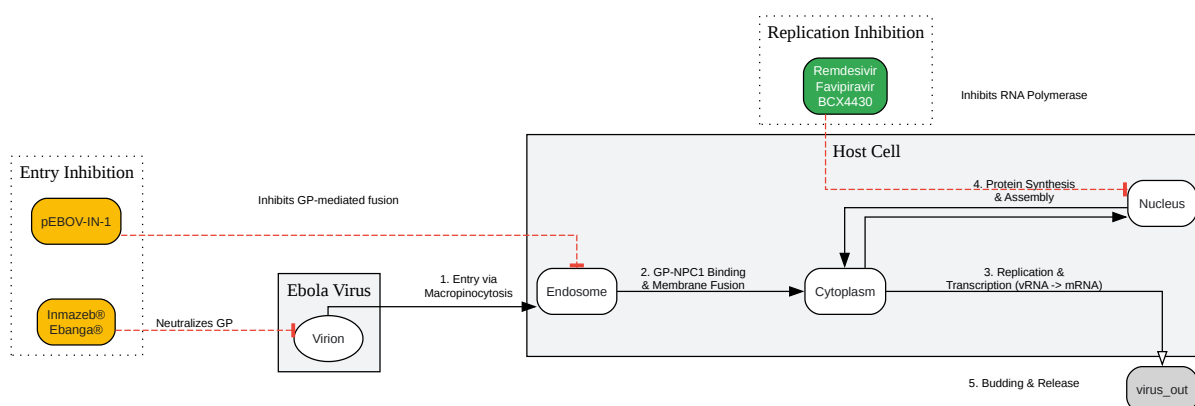 Replication Inhibition
Remdesivir
Favipiravir
BCX4430
Inhibits RNA Polymerase
Host Cell
Entry Inhibition
pEBOV-IN-1
Inhibits GP-mediated fusion
4. Protein Synthesis
& Assembly
Nucleus
Inmazeb®
Ebanga®
Neutralizes GP
Ebola Virus
Virion
1. Entry via
Macropinocytosis
Endosome
2. GP-NPC1 Binding
& Membrane Fusion
Cytoplasm
3. Replication &
Transcription (vRNA -> mRNA)
5. Budding & Release
virus_out